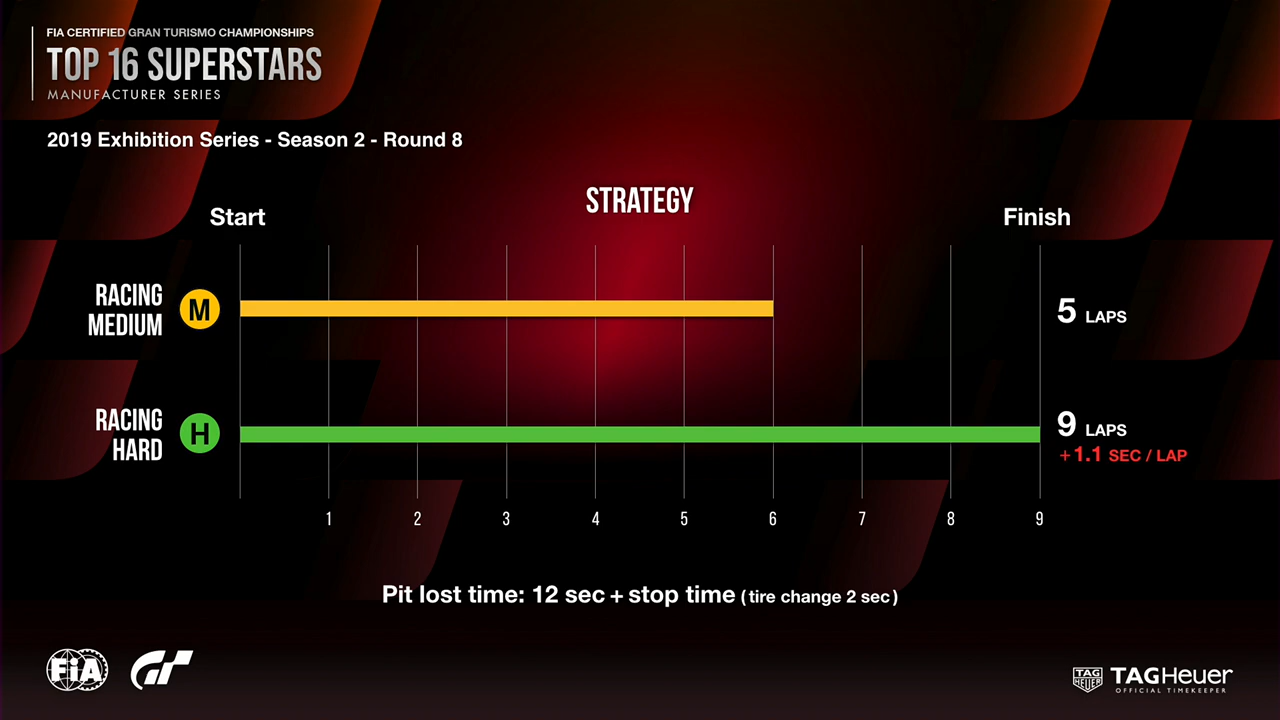 FIA CERTIFIED GRAN TURISMO CHAMPIONSHIPS
TOP 16 SUPERSTARS
MANUFACTURER SERIES
2019 Exhibition Series - Season 2 - Round 8
STRATEGY
Start
Finish
RACING
MEDIUM
M
5 LAPS
RACING
HARD
H
9 LAPS
+1.1 SEC / LAP
1 2 3 4 5 6 7 8 9
Pit lost time: 12 sec + stop time ( tire change 2 sec )
FiA
GT
TAG
HEUER
TAGHeuer
OFFICIAL TIMEKEEPER